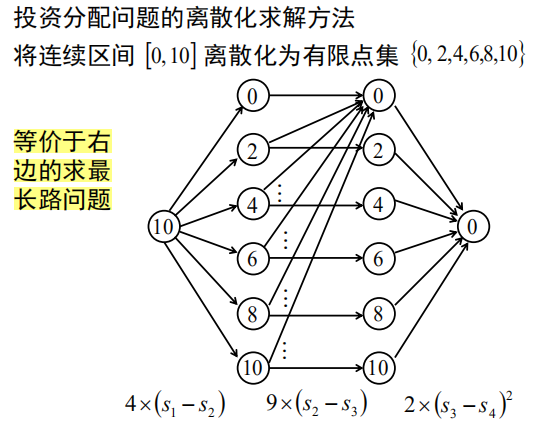 投资分配问题的离散化求解方法
将连续区间 [0, 10] 离散化为有限点集 {0, 2,4,6,8,10}
等价于右
边的求最
长路问题
0 0
2 2
4 4
⋮
10 0
⋮
6 6
⋮
8 8
⋮
10 10
4×(s₁ − s₂) 9×(s₂ − s₃) 2×(s₃ − s₄)²